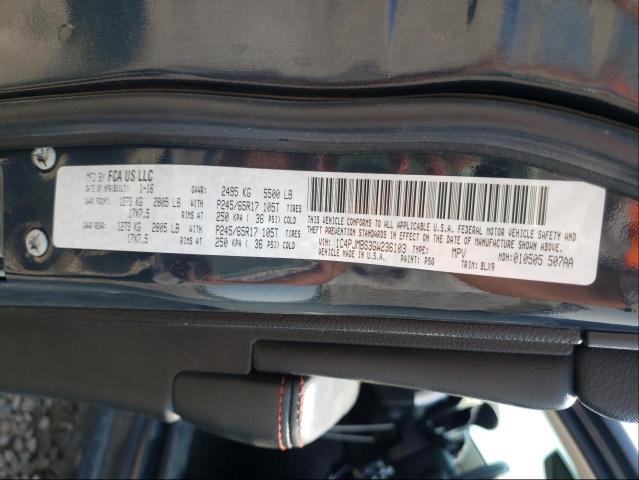 MFD BY FCA US LLC
DATE OF MFR(BUILT): 1-16 GVWR: 2495 KG 5500 LB
GAWR FRONT: 1273 KG 2805 LB WITH P245/65R17 105T TIRES
17X7.5 RIMS AT 250 KPA ( 36 PSI) COLD
GAWR REAR: 1273 KG 2805 LB WITH P245/65R17 105T TIRES
17X7.5 RIMS AT 250 KPA ( 36 PSI) COLD
THIS VEHICLE CONFORMS TO ALL APPLICABLE U.S.A. FEDERAL MOTOR VEHICLE SAFETY AND
THEFT PREVENTION STANDARDS IN EFFECT ON THE DATE OF MANUFACTURE SHOWN ABOVE.
VIN: 1C4PJMBS3GW236103 TYPE: MPV MDH: 010505 507AA
VEHICLE MADE IN U.S.A. PAINT: TRIM: BLX9